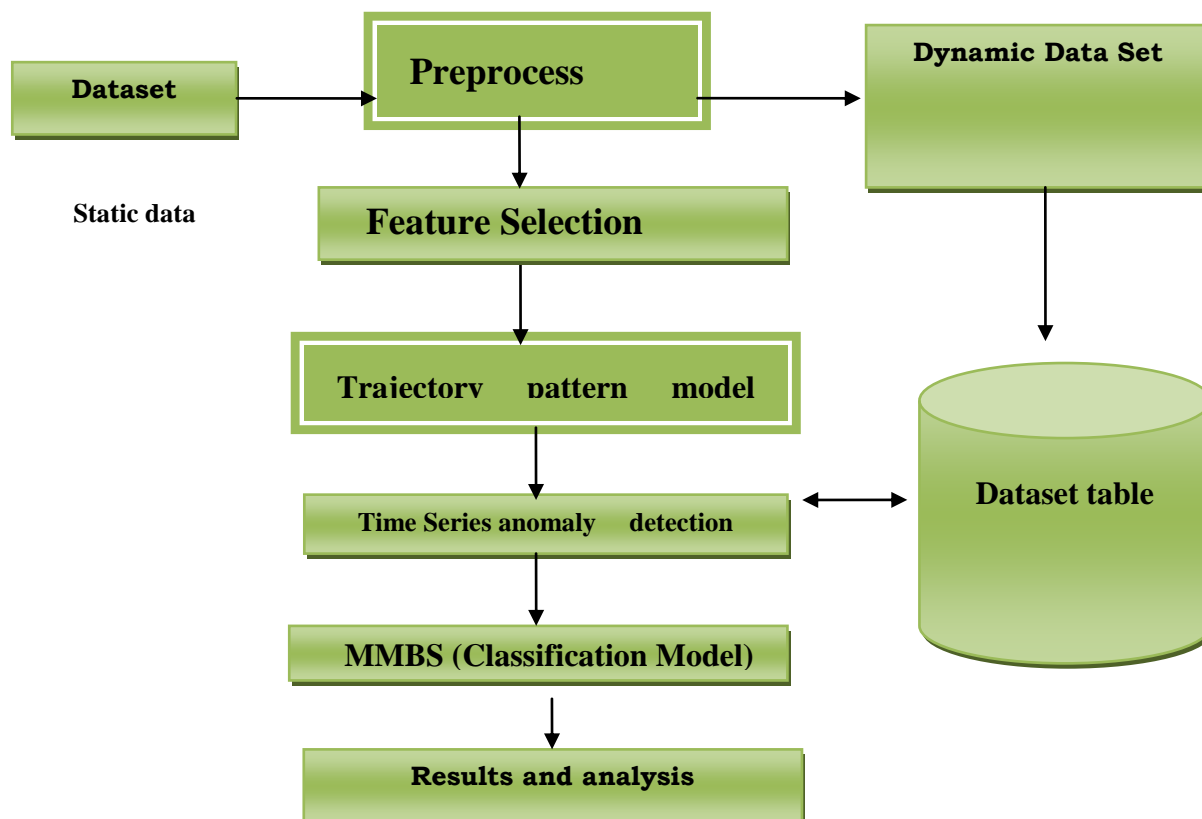 Dataset
Preprocess
Dynamic Data Set
Static data
Feature Selection
Trajectory pattern model
Time Series anomaly detection
Dataset table
MMBS (Classification Model)
Results and analysis